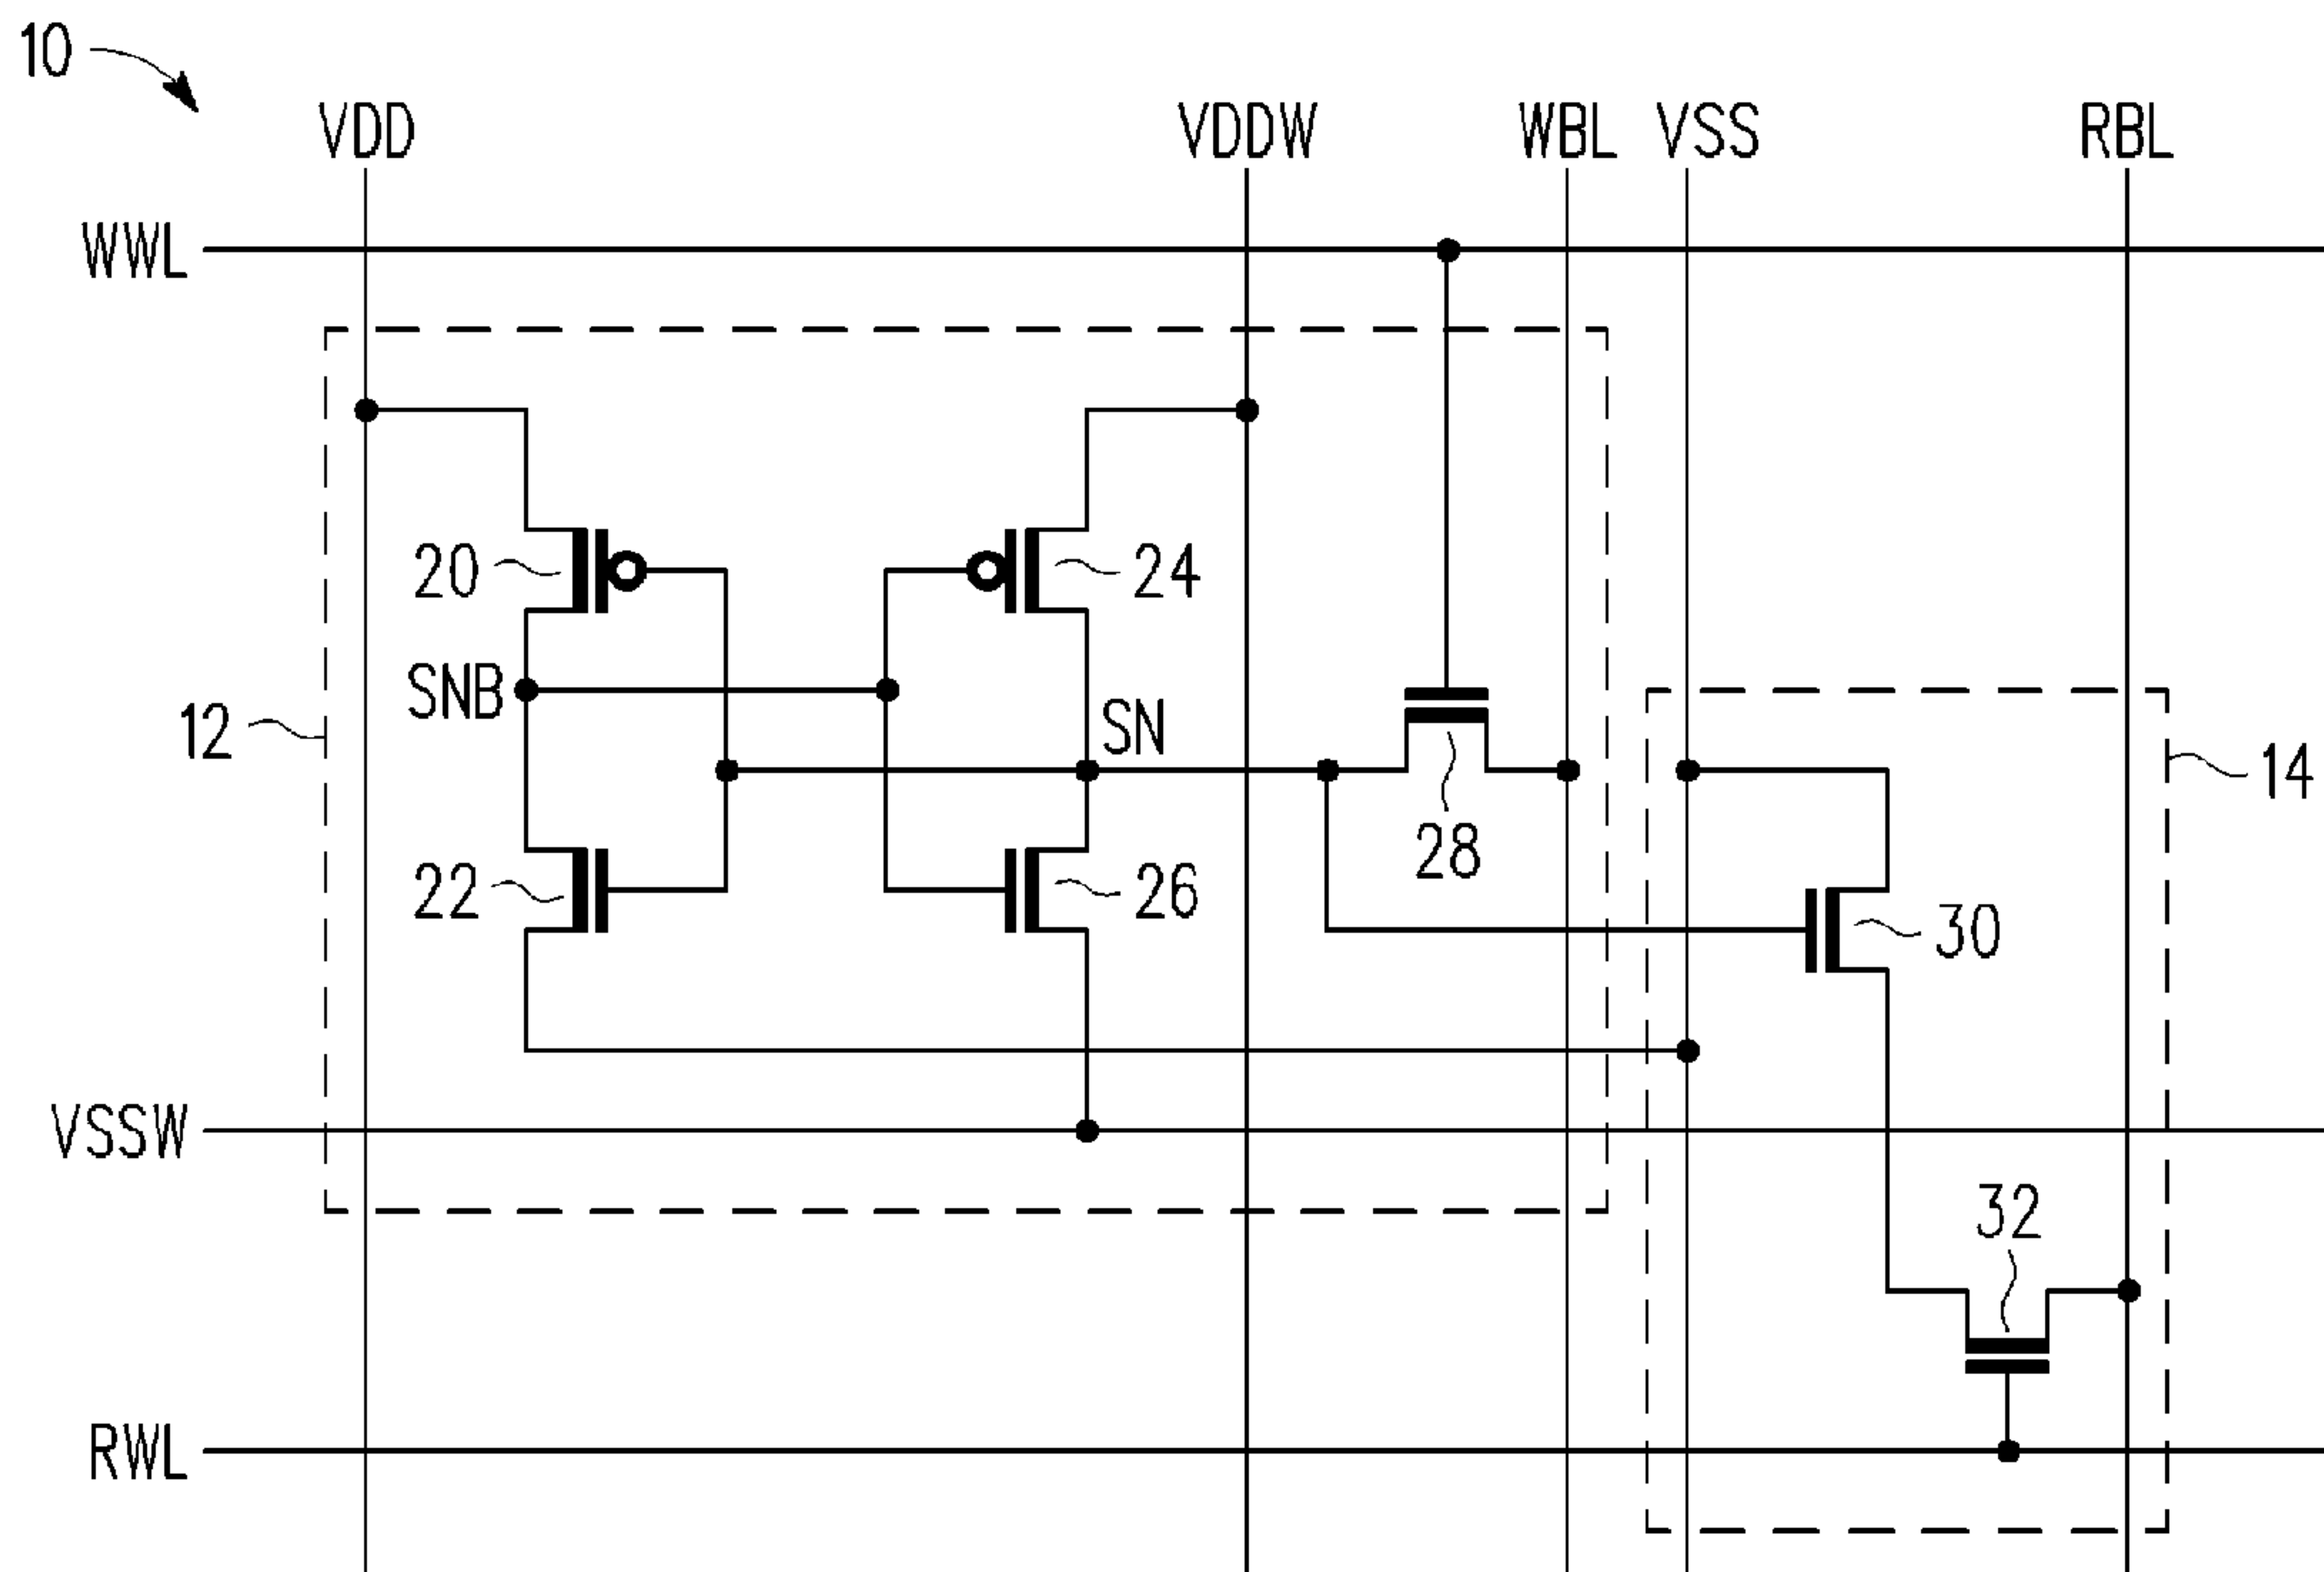 10
VDD VDDW WBL VSS RBL
WWL
20 24
SNB SN
12 14
28
22 26 30
VSSW
32
RWL